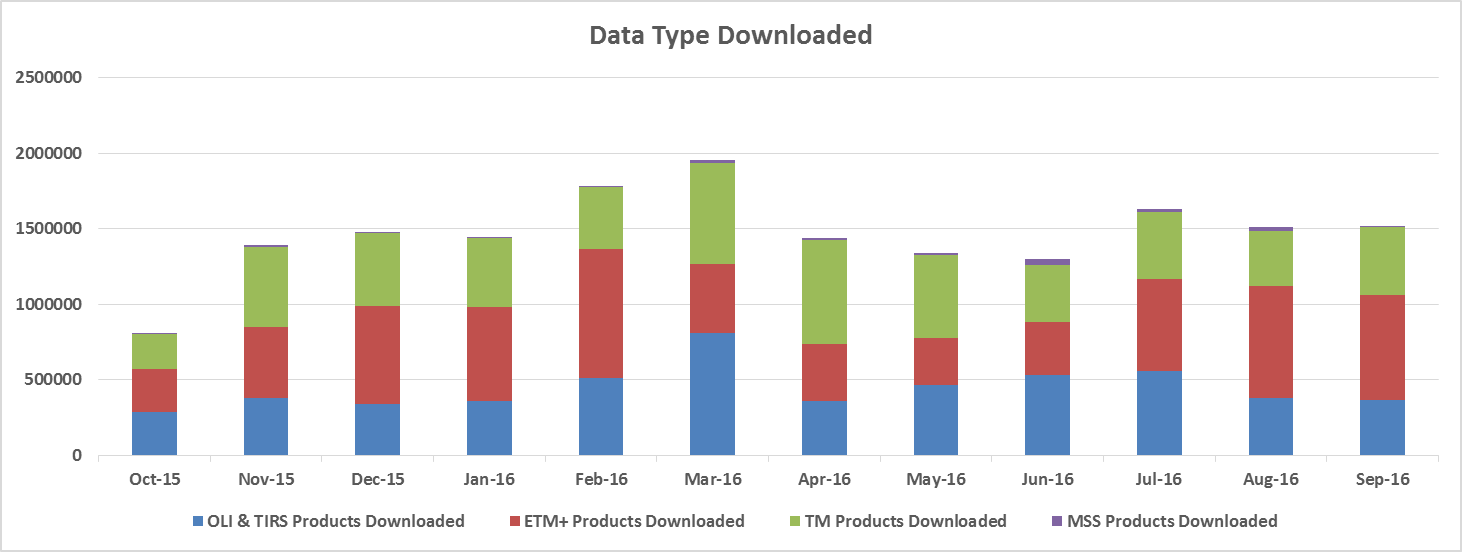 Data Type Downloaded
2500000
2000000
1500000
1000000
500000
0
Oct-15 Nov-15 Dec-15 Jan-16 Feb-16 Mar-16 Apr-16 May-16 Jun-16 Jul-16 Aug-16 Sep-16
OLI & TIRS Products Downloaded ETM+ Products Downloaded TM Products Downloaded MSS Products Downloaded